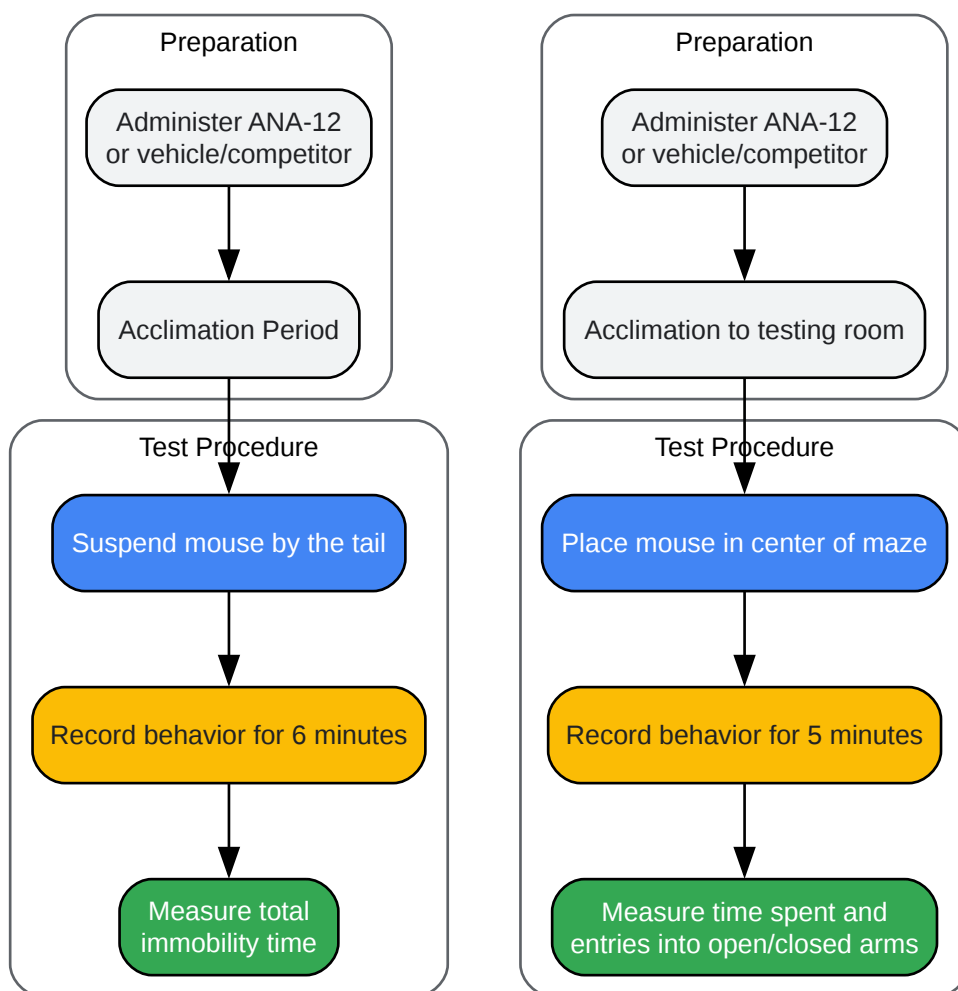 Preparation
Administer ANA-12
or vehicle/competitor
Acclimation Period
Test Procedure
Suspend mouse by the tail
Record behavior for 6 minutes
Measure total
immobility time
Preparation
Administer ANA-12
or vehicle/competitor
Acclimation to testing room
Test Procedure
Place mouse in center of maze
Record behavior for 5 minutes
Measure time spent and
entries into open/closed arms